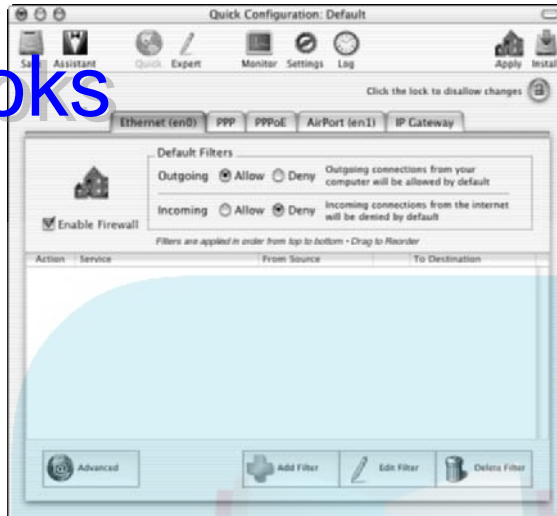 Quick Configuration: Default
Assistant Quick Expert Monitor Settings Log Apply Install
oks
Click the lock to disallow changes
Ethernet (en0) PPP PPPoE AirPort (en1) IP Gateway
Default Filters
Outgoing Allow Deny Outgoing connections from your
computer will be allowed by default
Enable Firewall
Incoming Allow Deny Incoming connections from the internet
will be denied by default
Filters are applied in order from top to bottom • Drag to Reorder
Action Service From Source To Destination
Advanced Add Filter Edit Filter Delete Filter